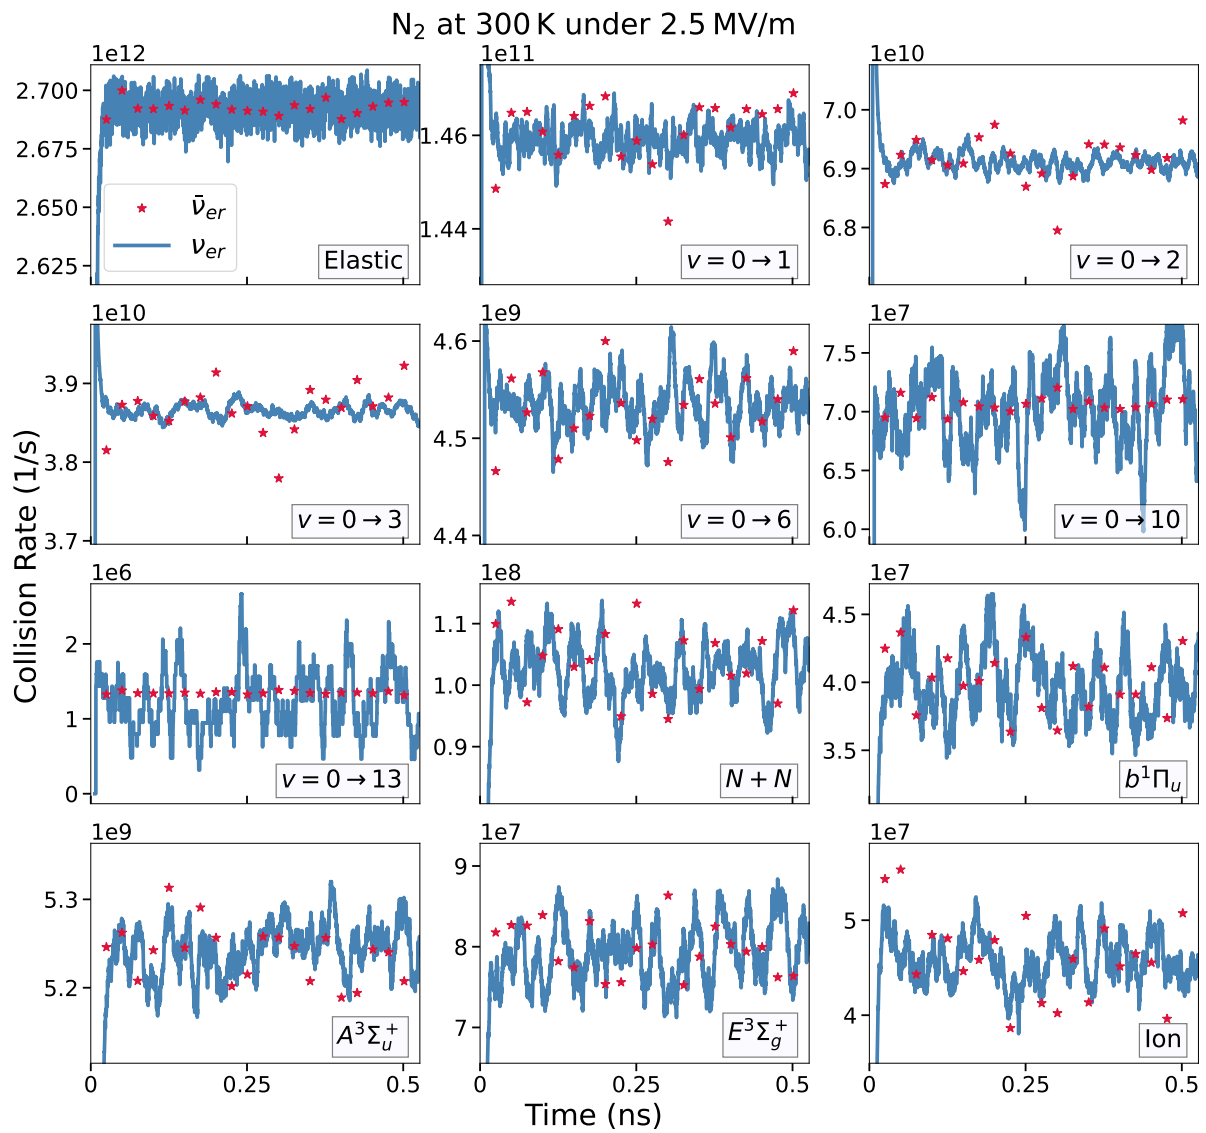 N₂ at 300 K under 2.5 MV/m
1e12
2.700
2.675
2.650
2.625
ν̄ₑᵣ
νₑᵣ
Elastic
1e11
1.46
1.44
v = 0 → 1
1e10
7.0
6.9
6.8
v = 0 → 2
1e10
3.9
3.8
3.7
v = 0 → 3
1e9
4.6
4.5
4.4
v = 0 → 6
1e7
7.5
7.0
6.5
6.0
v = 0 → 10
Collision Rate (1/s)
1e6
2
1
0
v = 0 → 13
1e8
1.1
1.0
0.9
N + N
1e7
4.5
4.0
3.5
b¹Πᵤ
1e9
5.3
5.2
A³Σᵤ⁺
0
0.25
0.5
1e7
9
8
7
E³Σg⁺
0
0.25
0.5
1e7
5
4
Ion
0
0.25
0.5
Time (ns)